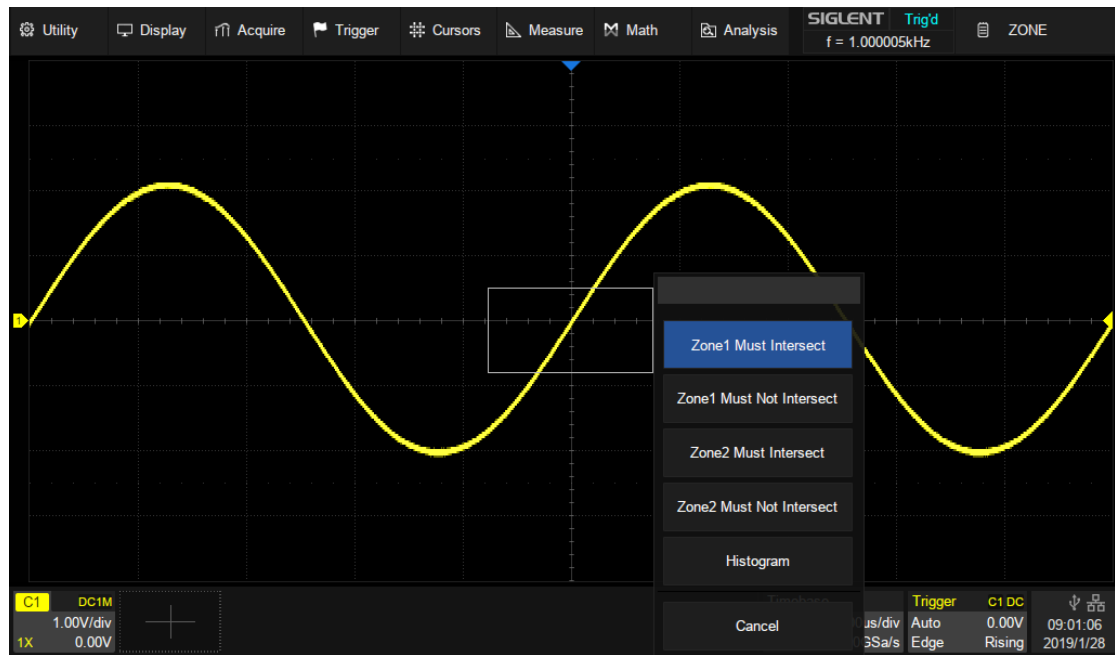 Utility
Display
Acquire
Trigger
Cursors
Measure
Math
Analysis
SIGLENT Trig'd
f = 1.000005kHz
ZONE
1
Zone1 Must Intersect
Zone1 Must Not Intersect
Zone2 Must Intersect
Zone2 Must Not Intersect
Histogram
Cancel
C1 DC1M
1.00V/div
1X 0.00V
Timebase
us/div
GSa/s
Trigger C1 DC
Auto 0.00V
Edge Rising
09:01:06
2019/1/28